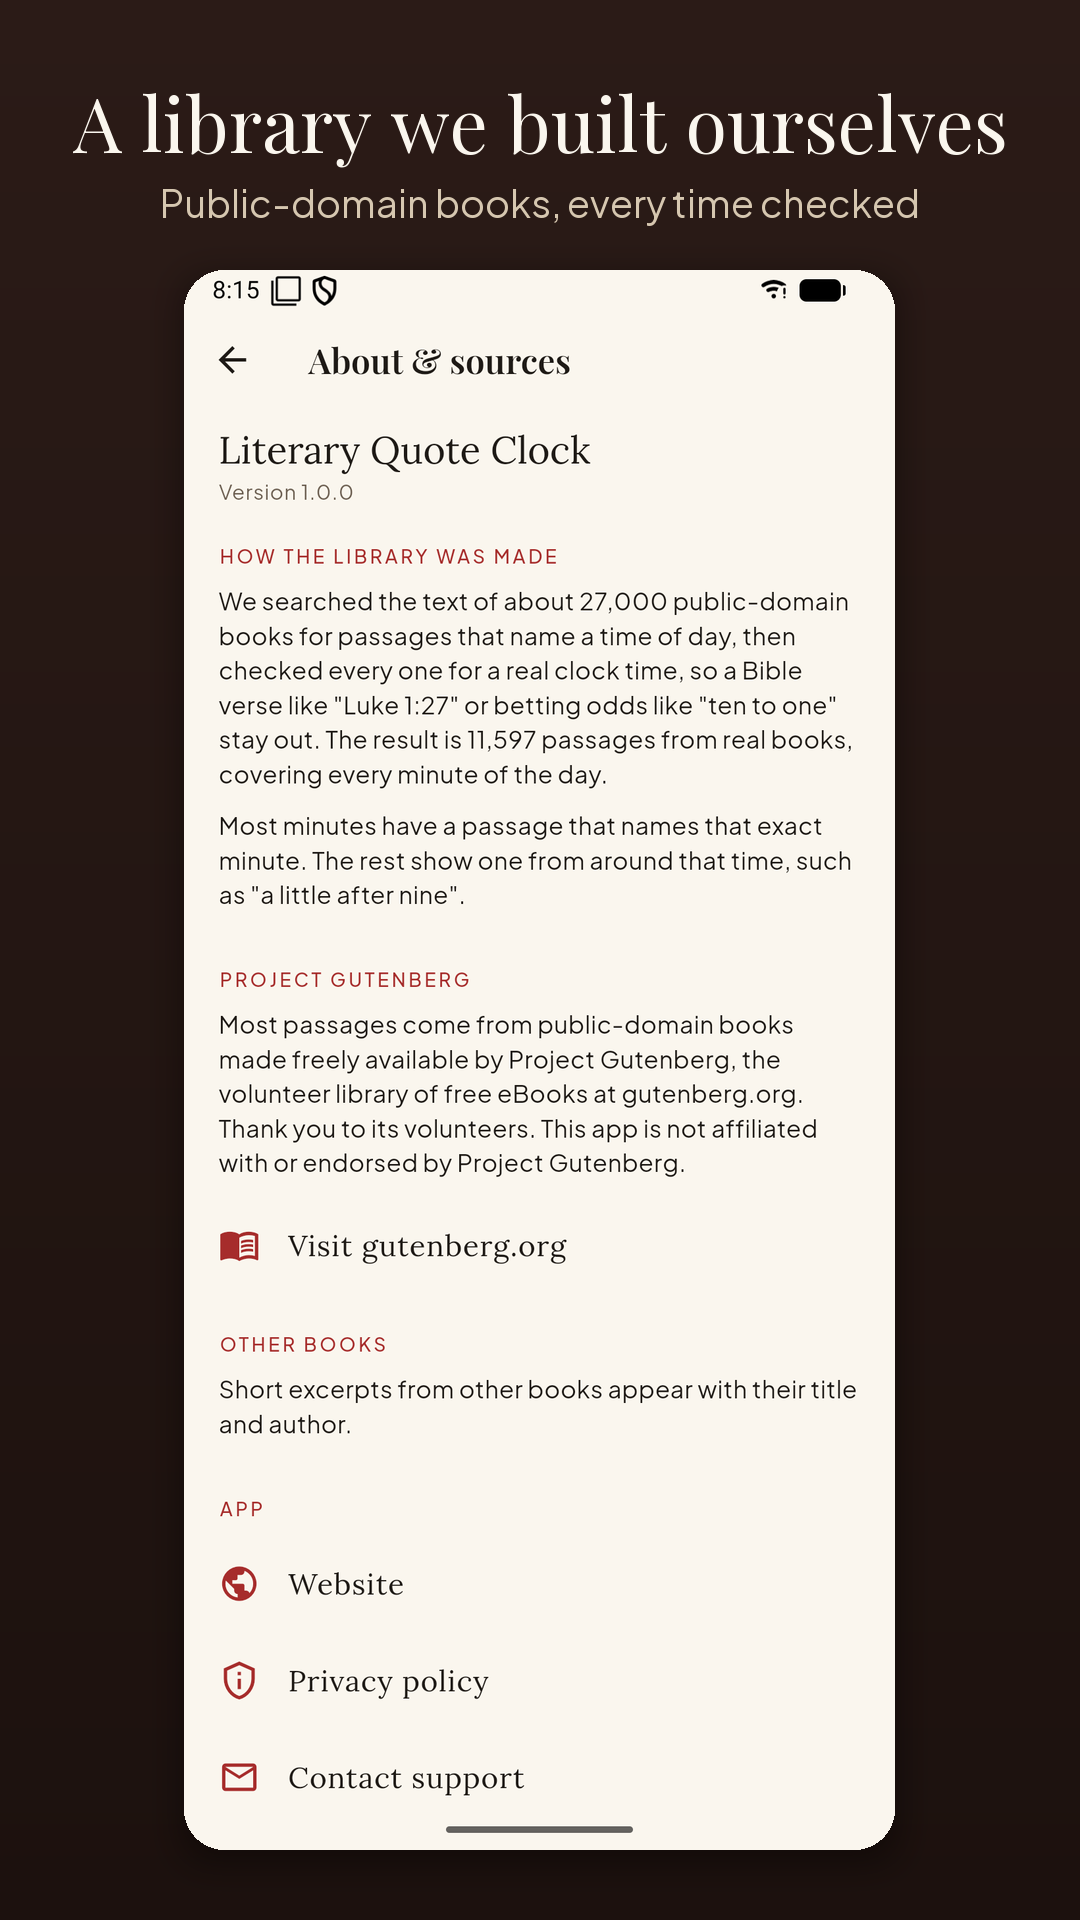 A library we built ourselves
Public-domain books, every time checked
8:15
About & sources
Literary Quote Clock
Version 1.0.0
HOW THE LIBRARY WAS MADE
We searched the text of about 27,000 public-domain
books for passages that name a time of day, then
checked every one for a real clock time, so a Bible
verse like "Luke 1:27" or betting odds like "ten to one"
stay out. The result is 11,597 passages from real books,
covering every minute of the day.
Most minutes have a passage that names that exact
minute. The rest show one from around that time, such
as "a little after nine".
PROJECT GUTENBERG
Most passages come from public-domain books
made freely available by Project Gutenberg, the
volunteer library of free eBooks at gutenberg.org.
Thank you to its volunteers. This app is not affiliated
with or endorsed by Project Gutenberg.
Visit gutenberg.org
OTHER BOOKS
Short excerpts from other books appear with their title
and author.
APP
Website
Privacy policy
Contact support